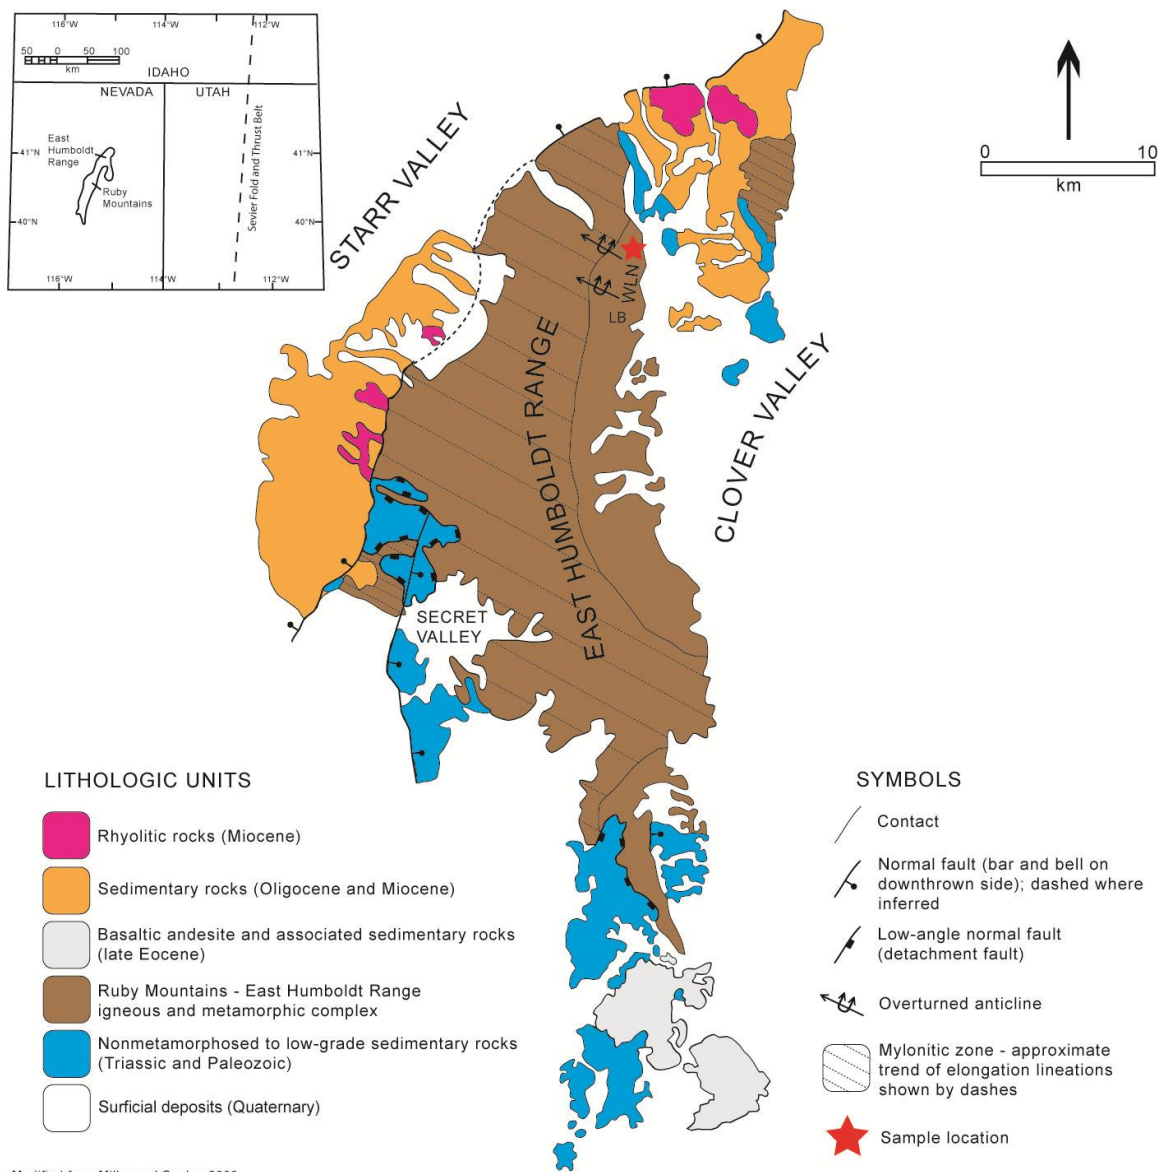 116°W
114°W
112°W
50 0 50 100
km
IDAHO
NEVADA
UTAH
East
Humboldt
Range
Ruby
Mountains
Sevier Fold and Thrust Belt
41°N
40°N
41°N
40°N
116°W
114°W
112°W
0 10
km
STARR VALLEY
WLN
LB
EAST HUMBOLDT RANGE
CLOVER VALLEY
SECRET
VALLEY
LITHOLOGIC UNITS
Rhyolitic rocks (Miocene)
Sedimentary rocks (Oligocene and Miocene)
Basaltic andesite and associated sedimentary rocks
(late Eocene)
Ruby Mountains - East Humboldt Range
igneous and metamorphic complex
Nonmetamorphosed to low-grade sedimentary rocks
(Triassic and Paleozoic)
Surficial deposits (Quaternary)
SYMBOLS
Contact
Normal fault (bar and bell on
downthrown side); dashed where
inferred
Low-angle normal fault
(detachment fault)
Overturned anticline
Mylonitic zone - approximate
trend of elongation lineations
shown by dashes
Sample location